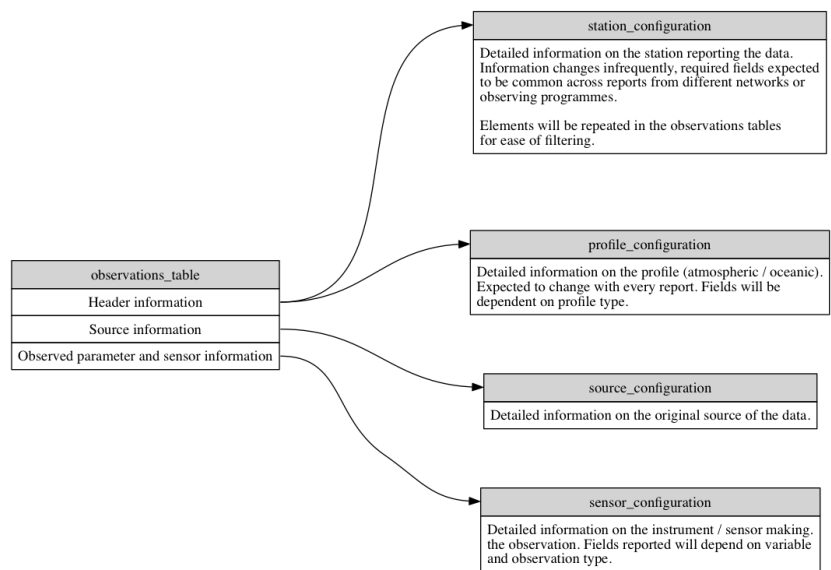 station_configuration
Detailed information on the station reporting the data.
Information changes infrequently, required fields expected
to be common across reports from different networks or
observing programmes.
Elements will be repeated in the observations tables
for ease of filtering.
profile_configuration
Detailed information on the profile (atmospheric / oceanic).
Expected to change with every report. Fields will be
dependent on profile type.
observations_table
Header information
Source information
Observed parameter and sensor information
source_configuration
Detailed information on the original source of the data.
sensor_configuration
Detailed information on the instrument / sensor making.
the observation. Fields reported will depend on variable
and observation type.